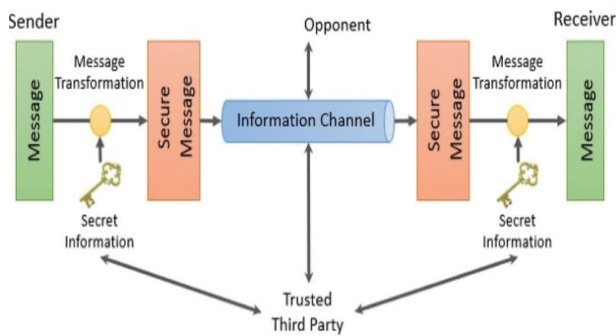 Sender
Opponent
Receiver
Message
Transformation
Message
Transformation
Message
Secure
Message
Information Channel
Secure
Message
Message
Secret
Information
Secret
Information
Trusted
Third Party